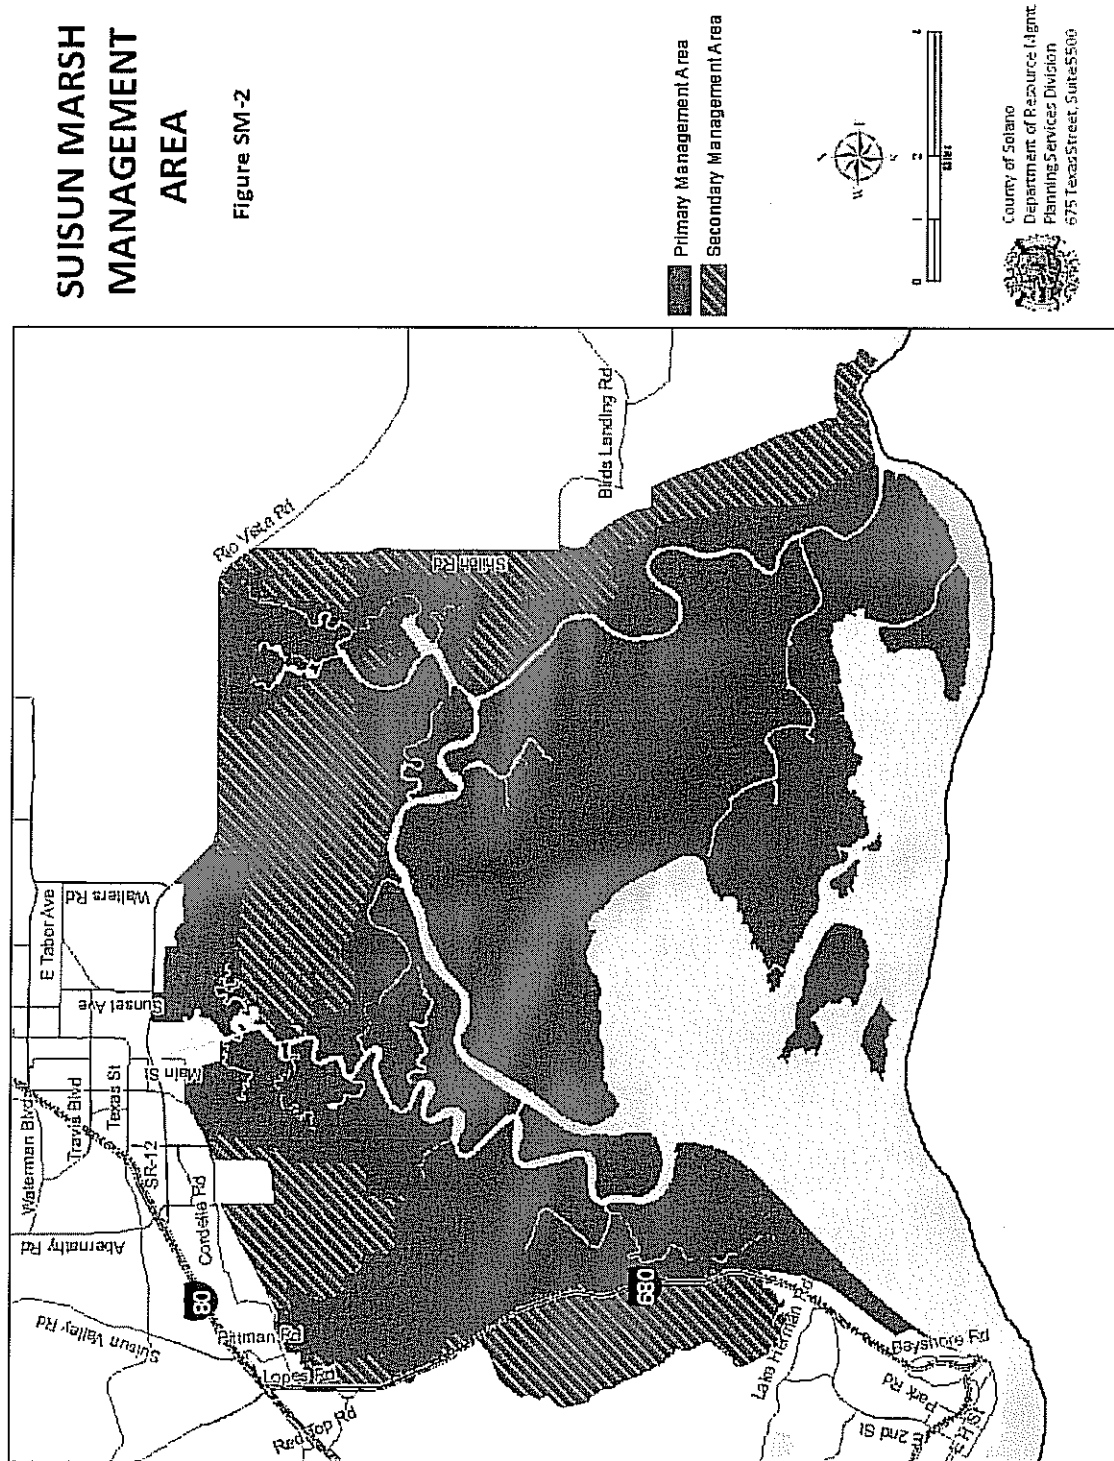 SUISUN MARSH
MANAGEMENT
AREA
Figure SM-2
Primary Management Area
Secondary Management Area
N
W
E
S
0
1
2
Miles
County of Solano
Department of Resource Mgmt.
Planning Services Division
675 Texas Street, Suite 5500
Rio Vista Rd
Shiloh Rd
Birds Landing Rd
Walters Rd
E Tabor Ave
Sunset Ave
Main St
Texas St
Travis Blvd
Waterman Blvd
SR-12
Cordelia Rd
Abernathy Rd
Suisun Valley Rd
80
Pittman Rd
Lopes Rd
Red Top Rd
680
Lake Herman
Bayshore Rd
Park Rd
E 2nd St